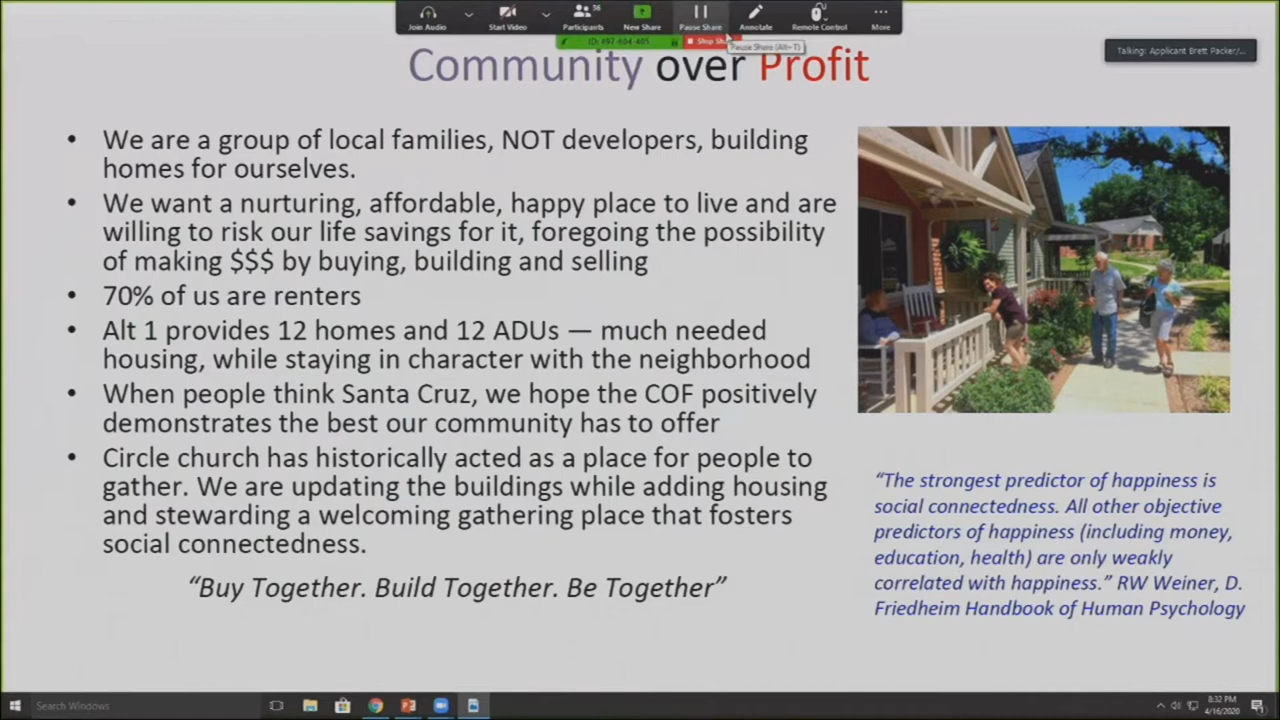 Join Audio
Start Video
56
Participants
New Share
Pause Share
Annotate
Remote Control
More
ID: 497-604-405
Stop Sh
Pause Share (Alt+T)
Talking: Applicant Brett Packer/...
Community over Profit
• We are a group of local families, NOT developers, building
homes for ourselves.
• We want a nurturing, affordable, happy place to live and are
willing to risk our life savings for it, foregoing the possibility
of making $$$ by buying, building and selling
• 70% of us are renters
• Alt 1 provides 12 homes and 12 ADUs — much needed
housing, while staying in character with the neighborhood
• When people think Santa Cruz, we hope the COF positively
demonstrates the best our community has to offer
• Circle church has historically acted as a place for people to
gather. We are updating the buildings while adding housing
and stewarding a welcoming gathering place that fosters
social connectedness.
“Buy Together. Build Together. Be Together”
“The strongest predictor of happiness is
social connectedness. All other objective
predictors of happiness (including money,
education, health) are only weakly
correlated with happiness.” RW Weiner, D.
Friedheim Handbook of Human Psychology
Search Windows
8:32 PM
4/16/2020